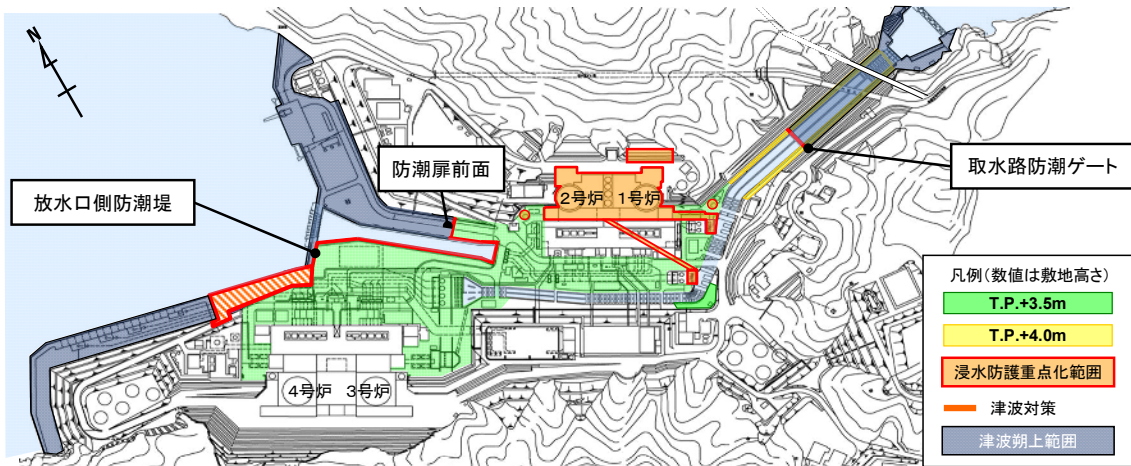 N
防潮扉前面
取水路防潮ゲート
放水口側防潮堤
2号炉 1号炉
4号炉 3号炉
凡例(数値は敷地高さ)
T.P.+3.5m
T.P.+4.0m
浸水防護重点化範囲
津波対策
津波朔上範囲